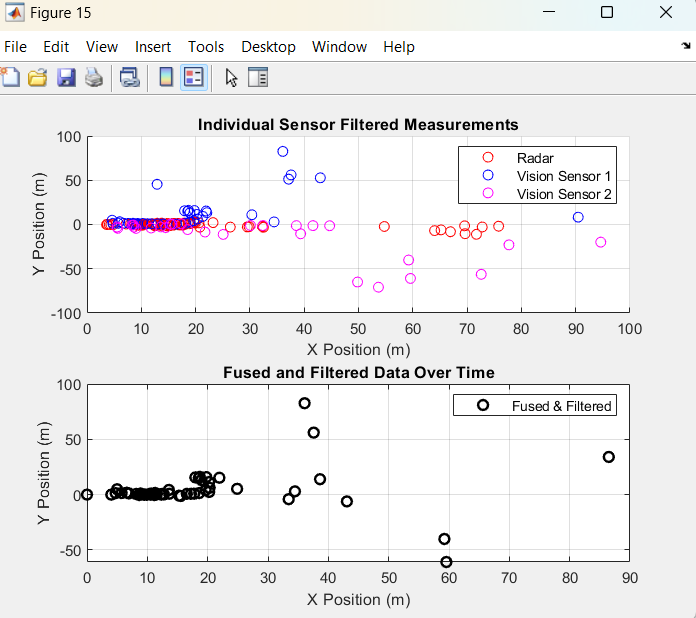 Figure 15
File Edit View Insert Tools Desktop Window Help
Individual Sensor Filtered Measurements
100
50
0
-50
-100
Y Position (m)
Radar
Vision Sensor 1
Vision Sensor 2
0 10 20 30 40 50 60 70 80 90 100
X Position (m)
Fused and Filtered Data Over Time
100
50
0
-50
Y Position (m)
Fused & Filtered
0 10 20 30 40 50 60 70 80 90
X Position (m)